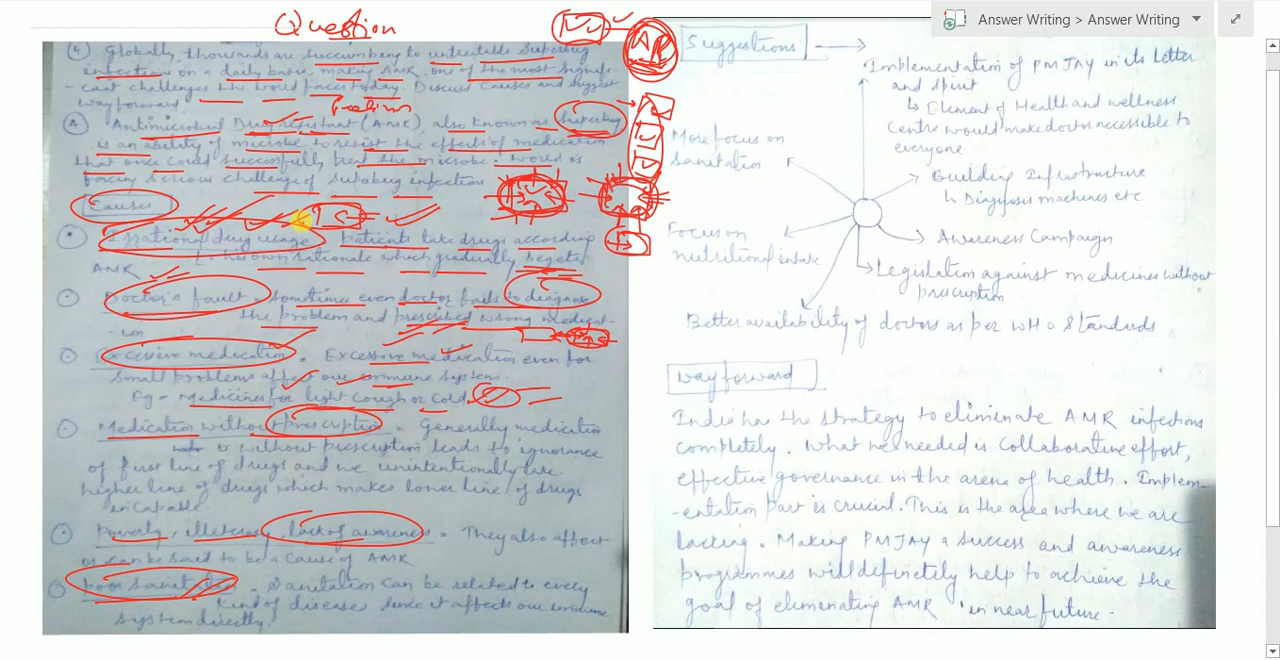 Answer Writing > Answer Writing
Question
Globally, thousands are succumbing to untreatable superbug
infections on a daily basis, making AMR, one of the most signifi-
-cant challenges the world faces today. Discuss causes and suggest
way forward
Antimicrobial Drug resistant (AMR), also known as superbug
is an ability of microbe to resist the effects of medication
that once could successfully treat the microbe. World is
facing serious challenge of superbug infection
Causes
Irrational drug usage patients take drugs according
his own rationale which gradually begets
AMR
Doctor's fault - sometimes even doctor fails to diagnose
the problem and prescribed wrong medicat-
-ion
Excessive medication - Excessive medication even for
small problems affect our immune system.
Eg - Medicines for light cough or cold
Medication without prescription - Generally medication
without prescription leads to ignorance
of first line of drugs and we unintentionally take
higher line of drugs which makes lower line of drugs
incapable.
Poverty, illiteracy, lack of awareness - They also affect
or can be said to be a cause of AMR
Poor sanitation - Sanitation can be related to every
kind of diseases since it affects our immune
system directly.
Suggestions
Implementation of PMJAY in its letter
and spirit
Element of Health and wellness
Centre would make doctor accessible to
everyone
More focus on
sanitation
Building Infrastructure
Diagnosis machines etc
Focus on
nutritional intake
Awareness Campaign
Legislation against medicines without
prescription
Better availability of doctors as per WHO Standards
Way forward
India has the strategy to eliminate AMR infections
completely. What we needed is collaborative effort,
effective governance in the arena of health. Implem-
-entation part is crucial. This is the area where we are
lacking. Making PMJAY a success and awareness
programmes will definitely help to achieve the
goal of eliminating AMR in near future.